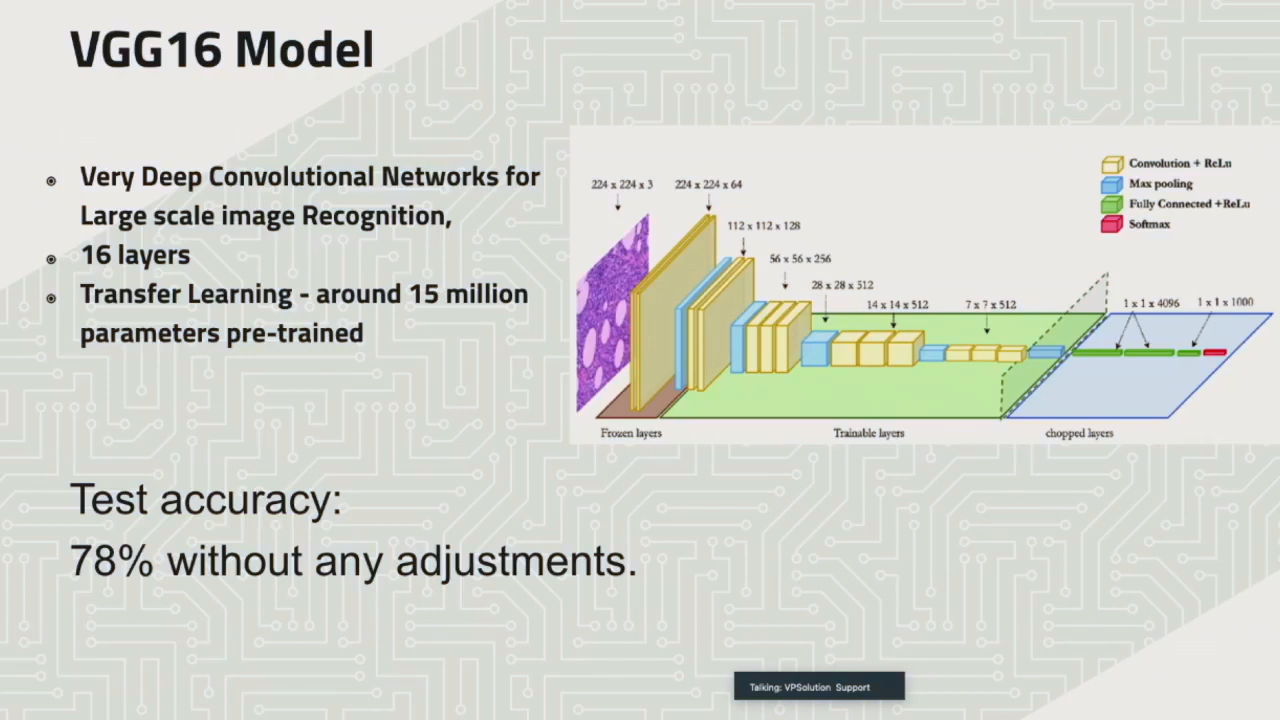 VGG16 Model
Very Deep Convolutional Networks for
Large scale image Recognition,
16 layers
Transfer Learning - around 15 million
parameters pre-trained
224 x 224 x 3
224 x 224 x 64
112 x 112 x 128
56 x 56 x 256
28 x 28 x 512
14 x 14 x 512
7 x 7 x 512
1 x 1 x 4096
1 x 1 x 1000
Convolution + ReLu
Max pooling
Fully Connected +ReLu
Softmax
Frozen layers
Trainable layers
chopped layers
Test accuracy:
78% without any adjustments.
Talking: VPSolution Support